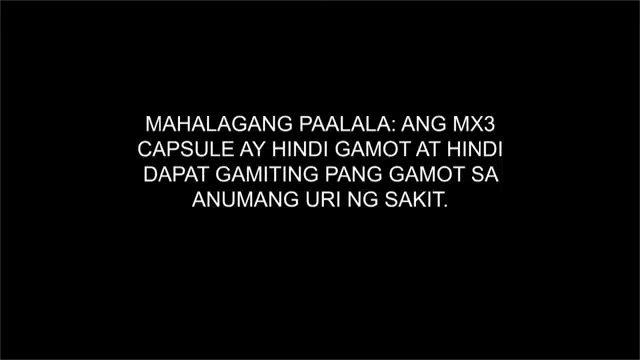 MAHALAGANG PAALALA: ANG MX3
CAPSULE AY HINDI GAMOT AT HINDI
DAPAT GAMITING PANG GAMOT SA
ANUMANG URI NG SAKIT.